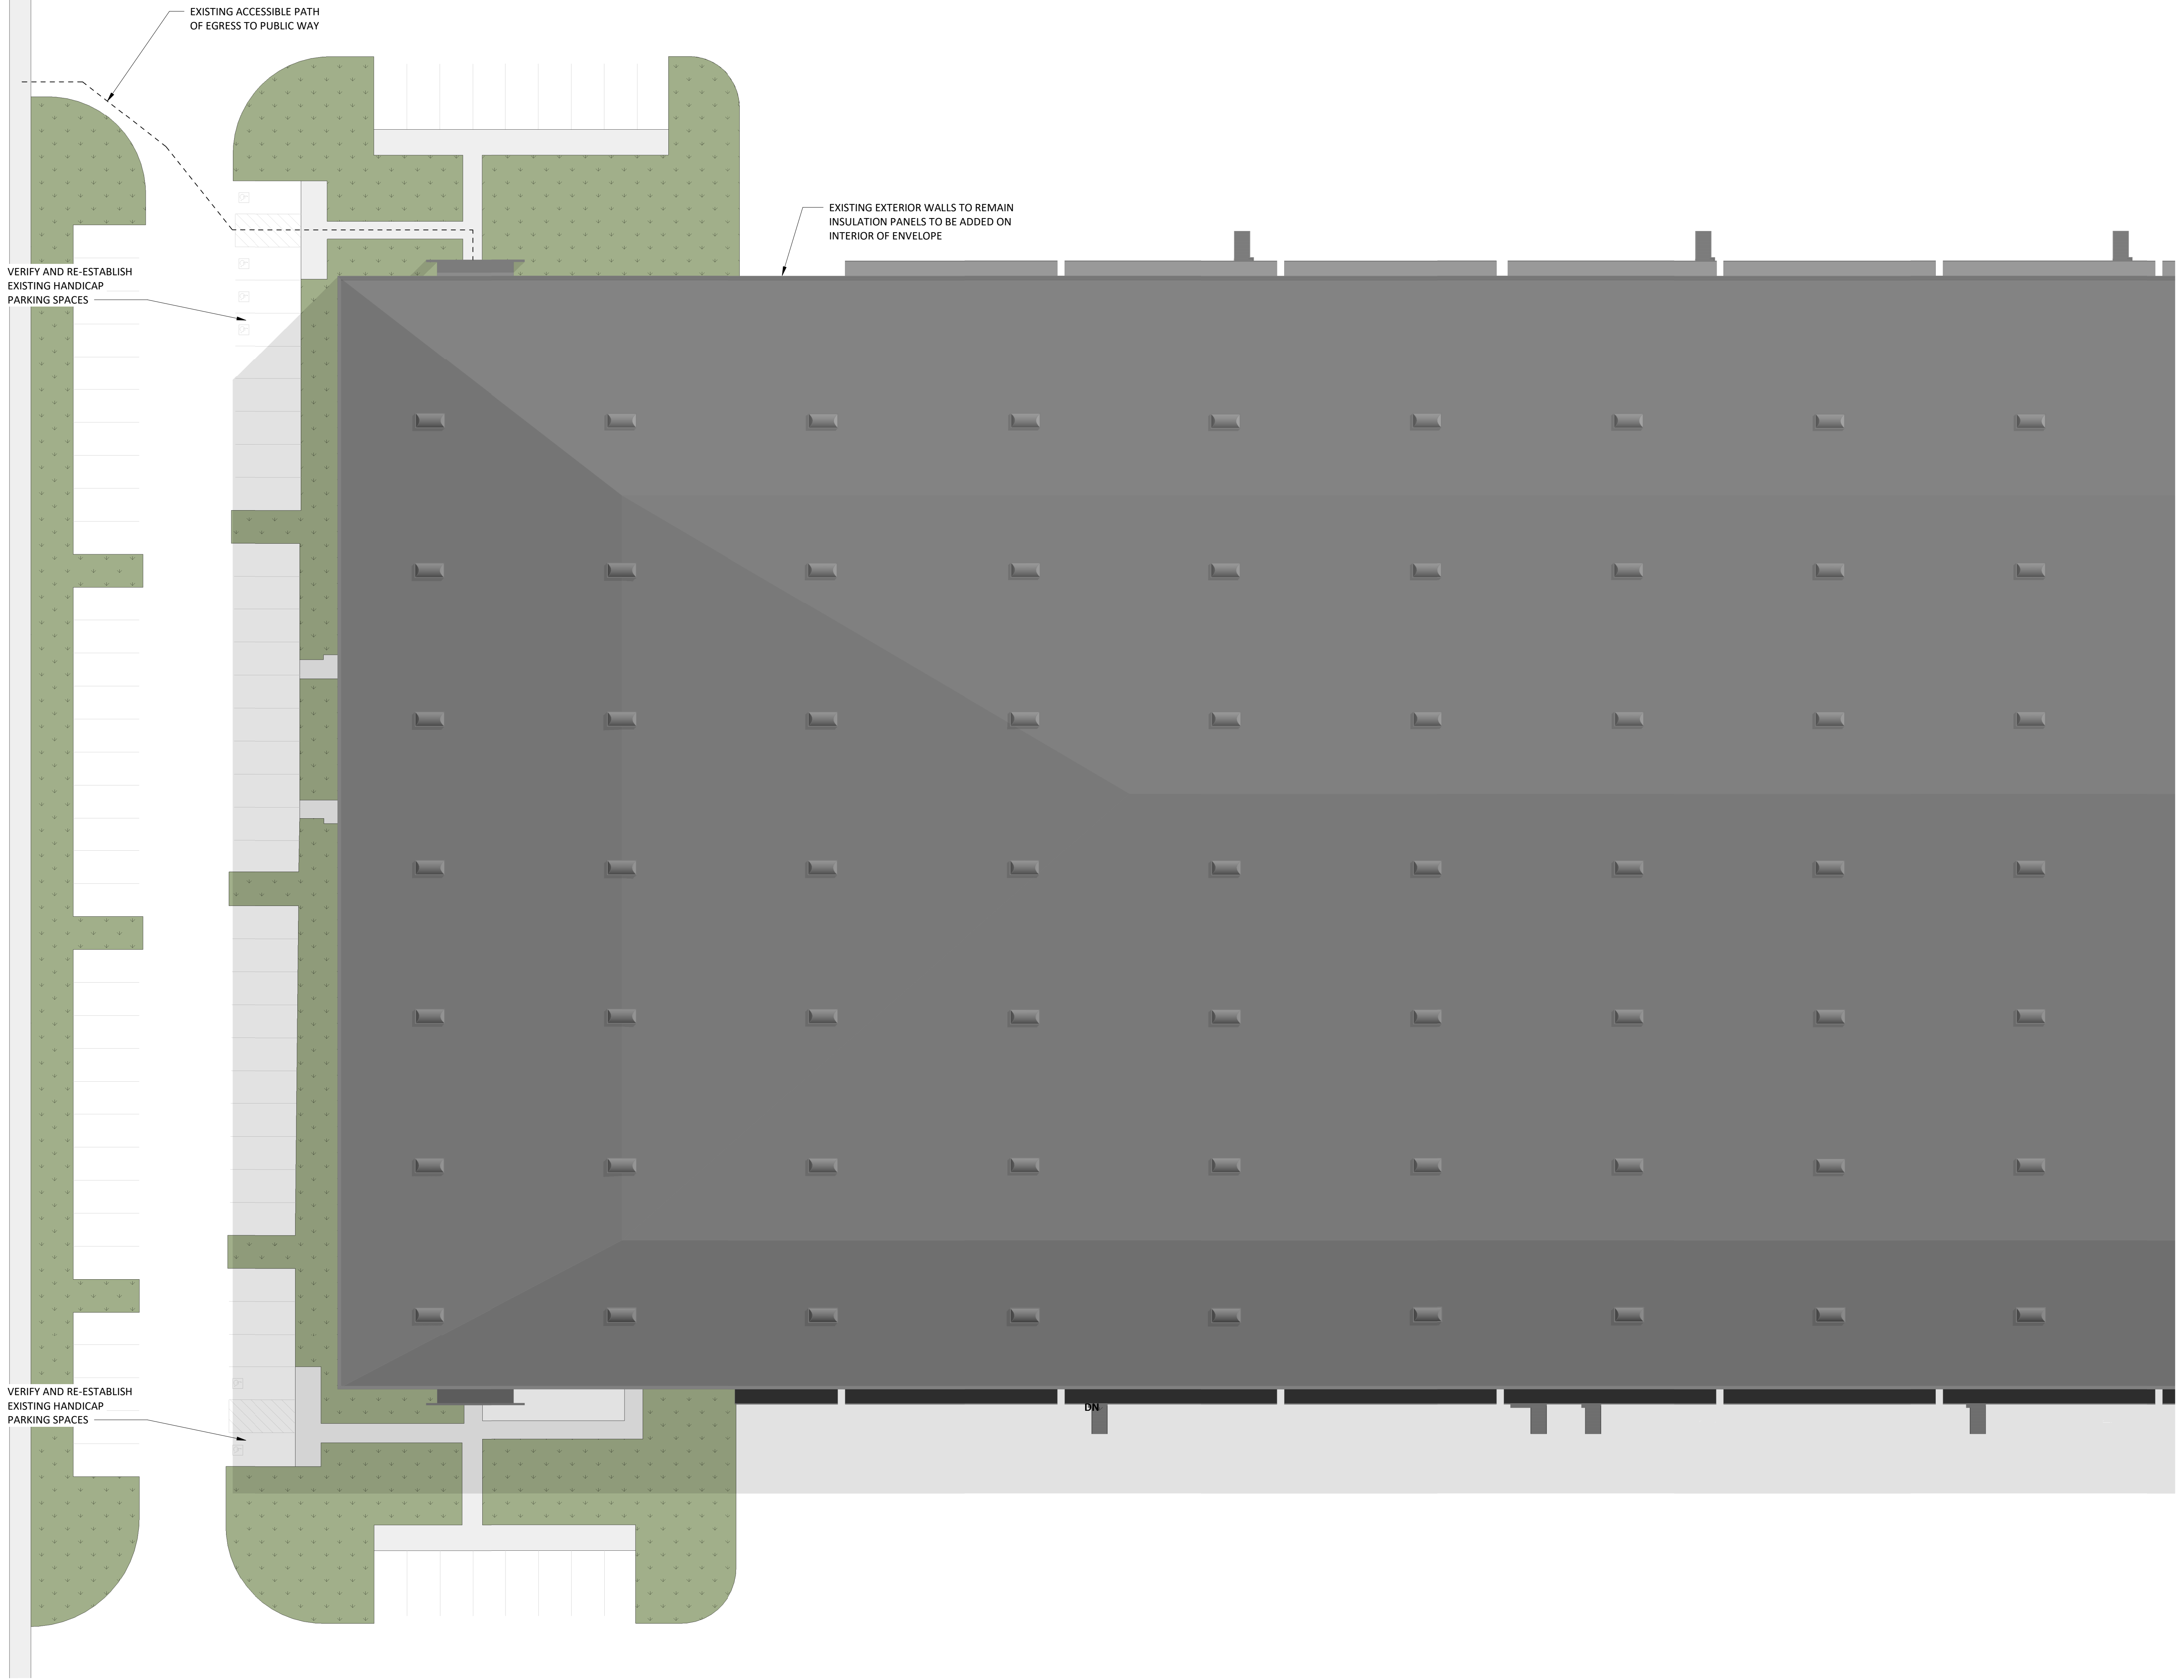 EXISTING ACCESSIBLE PATH
OF EGRESS TO PUBLIC WAY
EXISTING EXTERIOR WALLS TO REMAIN
INSULATION PANELS TO BE ADDED ON
INTERIOR OF ENVELOPE
VERIFY AND RE-ESTABLISH
EXISTING HANDICAP
PARKING SPACES
VERIFY AND RE-ESTABLISH
EXISTING HANDICAP
PARKING SPACES
DN